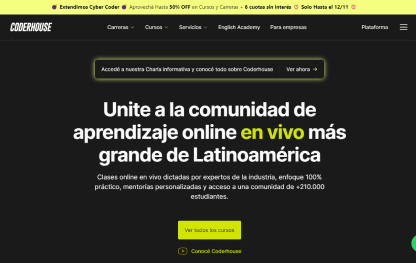 Extendimos Cyber Coder Aprovechá Hasta 50% OFF en Cursos y Carreras + 6 cuotas sin interés Solo Hasta el 12/11
CODERHOUSE Carreras Cursos Servicios English Academy Para empresas Plataforma
Accedé a nuestra Charla informativa y conocé todo sobre Coderhouse Ver ahora →
Unite a la comunidad de
aprendizaje online en vivo más
grande de Latinoamérica
Clases online en vivo dictadas por expertos de la industria, enfoque 100%
práctico, mentorías personalizadas y acceso a una comunidad de +210.000
estudiantes.
Ver todos los cursos
Conocé Coderhouse